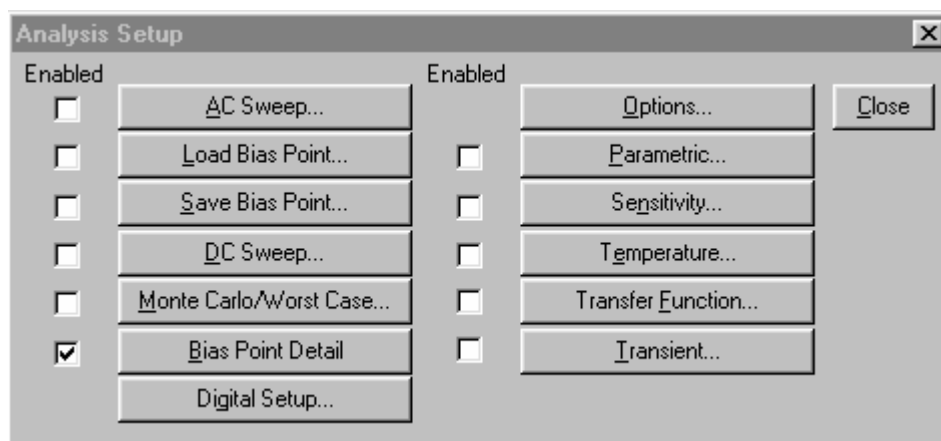 Analysis Setup
Enabled
AC Sweep...
Load Bias Point...
Save Bias Point...
DC Sweep...
Monte Carlo/Worst Case...
Bias Point Detail
Digital Setup...
Enabled
Options...
Parametric...
Sensitivity...
Temperature...
Transfer Function...
Transient...
Close